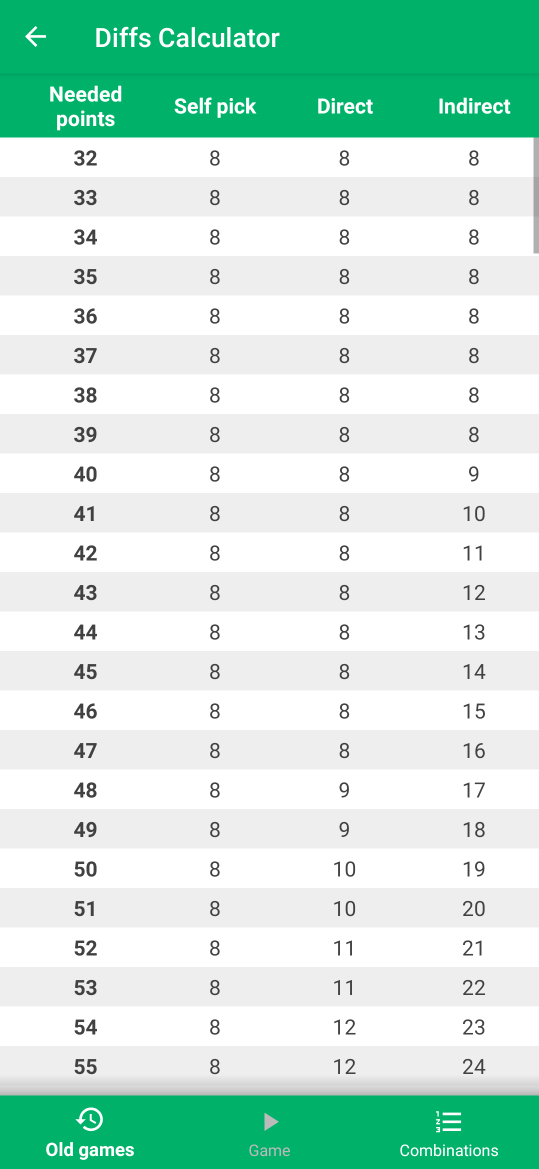 Diffs Calculator
Needed points Self pick Direct Indirect
32 8 8 8
33 8 8 8
34 8 8 8
35 8 8 8
36 8 8 8
37 8 8 8
38 8 8 8
39 8 8 8
40 8 8 9
41 8 8 10
42 8 8 11
43 8 8 12
44 8 8 13
45 8 8 14
46 8 8 15
47 8 8 16
48 8 9 17
49 8 9 18
50 8 10 19
51 8 10 20
52 8 11 21
53 8 11 22
54 8 12 23
55 8 12 24
Old games Game Combinations